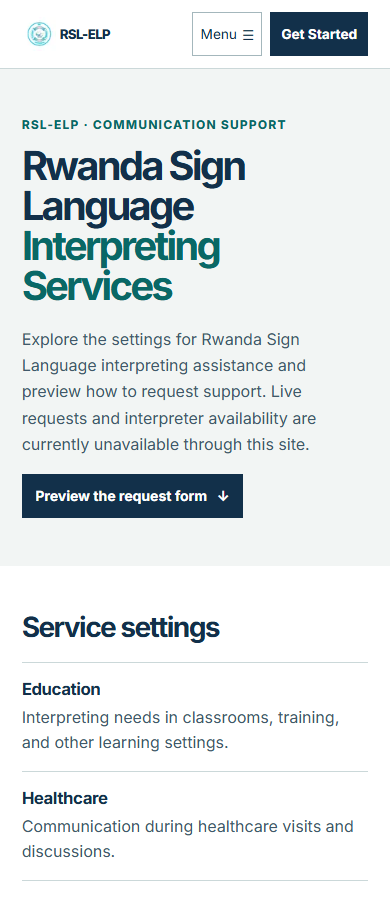 RSL-ELP
Menu ☰
Get Started
RSL-ELP · COMMUNICATION SUPPORT
Rwanda Sign
Language
Interpreting
Services
Explore the settings for Rwanda Sign
Language interpreting assistance and
preview how to request support. Live
requests and interpreter availability are
currently unavailable through this site.
Preview the request form ↓
Service settings
Education
Interpreting needs in classrooms, training,
and other learning settings.
Healthcare
Communication during healthcare visits and
discussions.